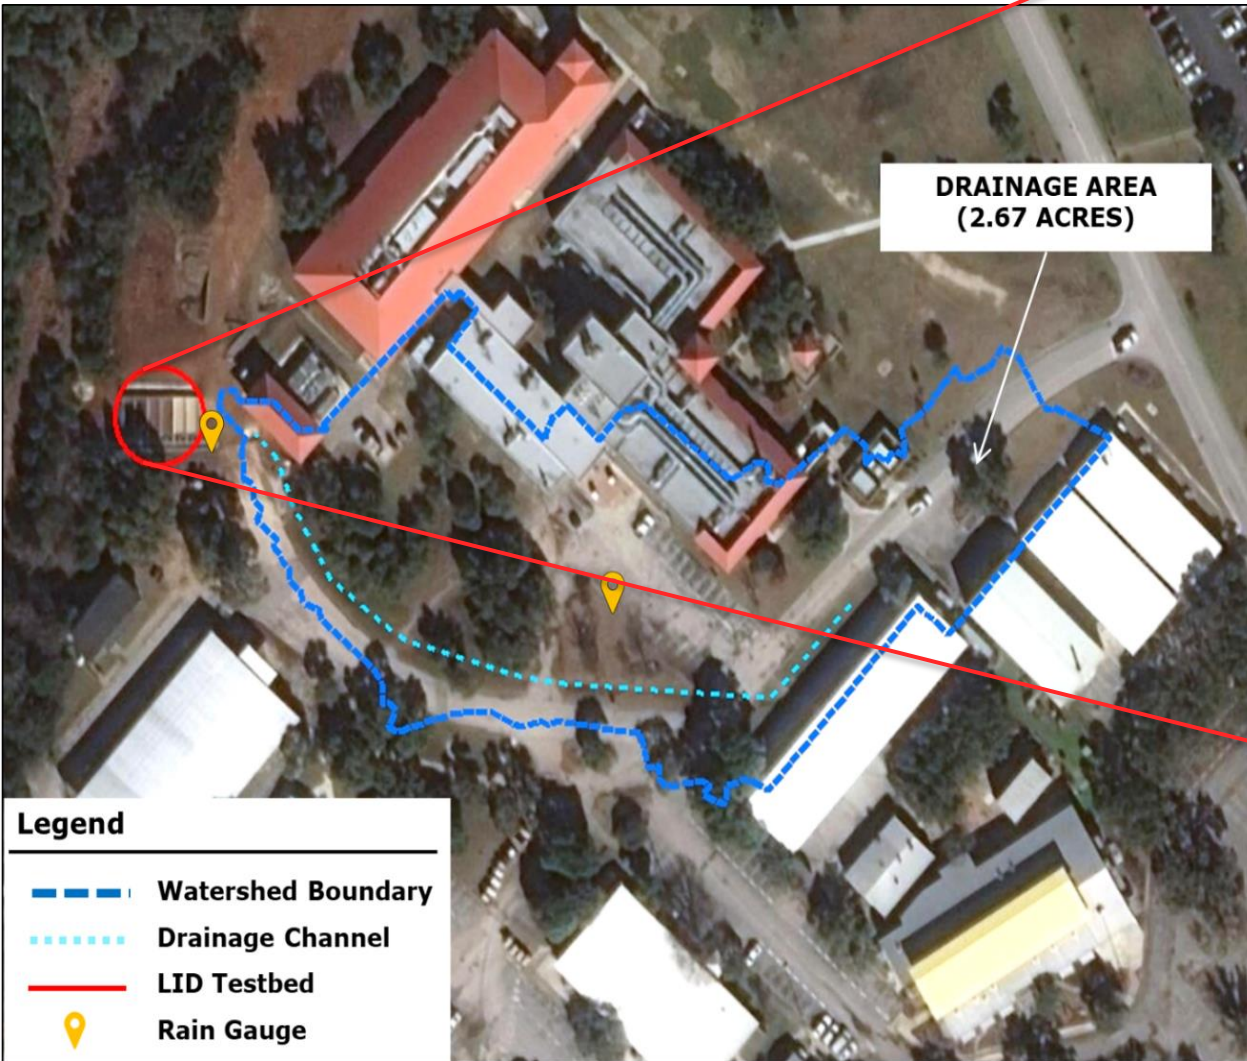 DRAINAGE AREA
(2.67 ACRES)
Legend
Watershed Boundary
Drainage Channel
LID Testbed
Rain Gauge